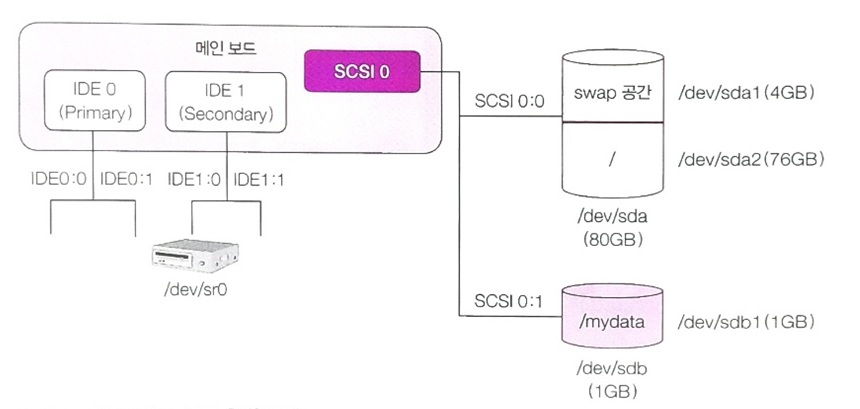 메인 보드
IDE 0
(Primary)
IDE 1
(Secondary)
SCSI 0
IDE0:0
IDE0:1
IDE1:0
IDE1:1
/dev/sr0
SCSI 0:0
swap 공간
/dev/sda1(4GB)
/
/dev/sda2(76GB)
/dev/sda
(80GB)
SCSI 0:1
/mydata
/dev/sdb1(1GB)
/dev/sdb
(1GB)